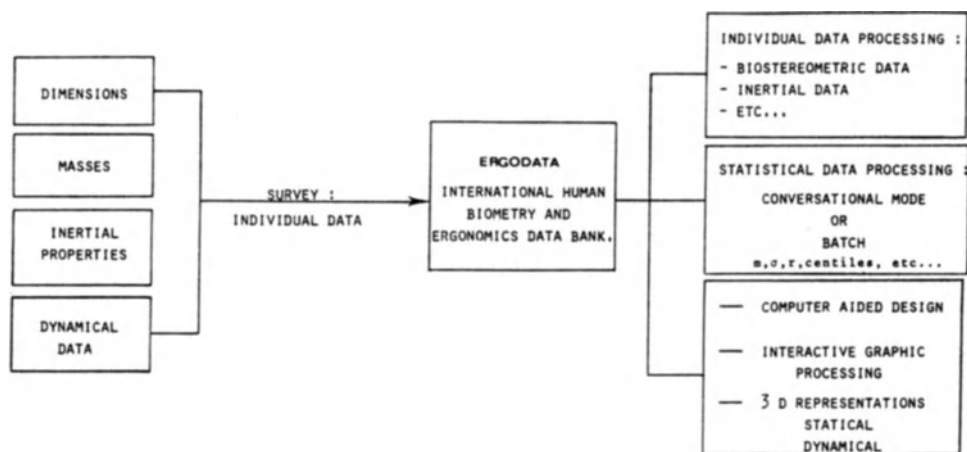 DIMENSIONS
MASSES
INERTIAL
PROPERTIES
DYNAMICAL
DATA
SURVEY :
INDIVIDUAL DATA
ERGODATA
INTERNATIONAL HUMAN
BIOMETRY AND
ERGONOMICS DATA BANK.
INDIVIDUAL DATA PROCESSING :
- BIOSTEREOMETRIC DATA
- INERTIAL DATA
- ETC...
STATISTICAL DATA PROCESSING :
CONVERSATIONAL MODE
OR
BATCH
m,σ,r,centiles, etc...
— COMPUTER AIDED DESIGN
— INTERACTIVE GRAPHIC
PROCESSING
— 3 D REPRESENTATIONS
STATICAL
DYNAMICAL